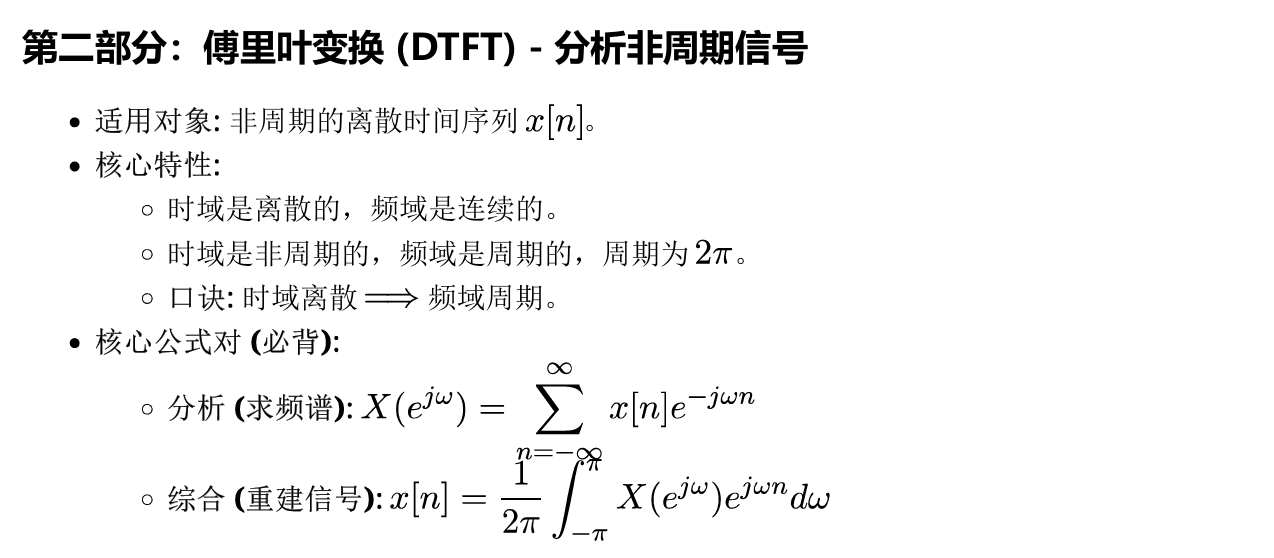 第二部分：傅里叶变换 (DTFT) - 分析非周期信号
• 适用对象: 非周期的离散时间序列 x[n]。
• 核心特性:
◦ 时域是离散的，频域是连续的。
◦ 时域是非周期的，频域是周期的，周期为 2π。
◦ 口诀: 时域离散 ⟹ 频域周期。
• 核心公式对 (必背):
◦ 分析 (求频谱): X(e^{jω}) = \sum_{n=-∞}^{∞} x[n]e^{-jωn}
◦ 综合 (重建信号): x[n] = \frac{1}{2π} \int_{-π}^{π} X(e^{jω})e^{jωn}dω